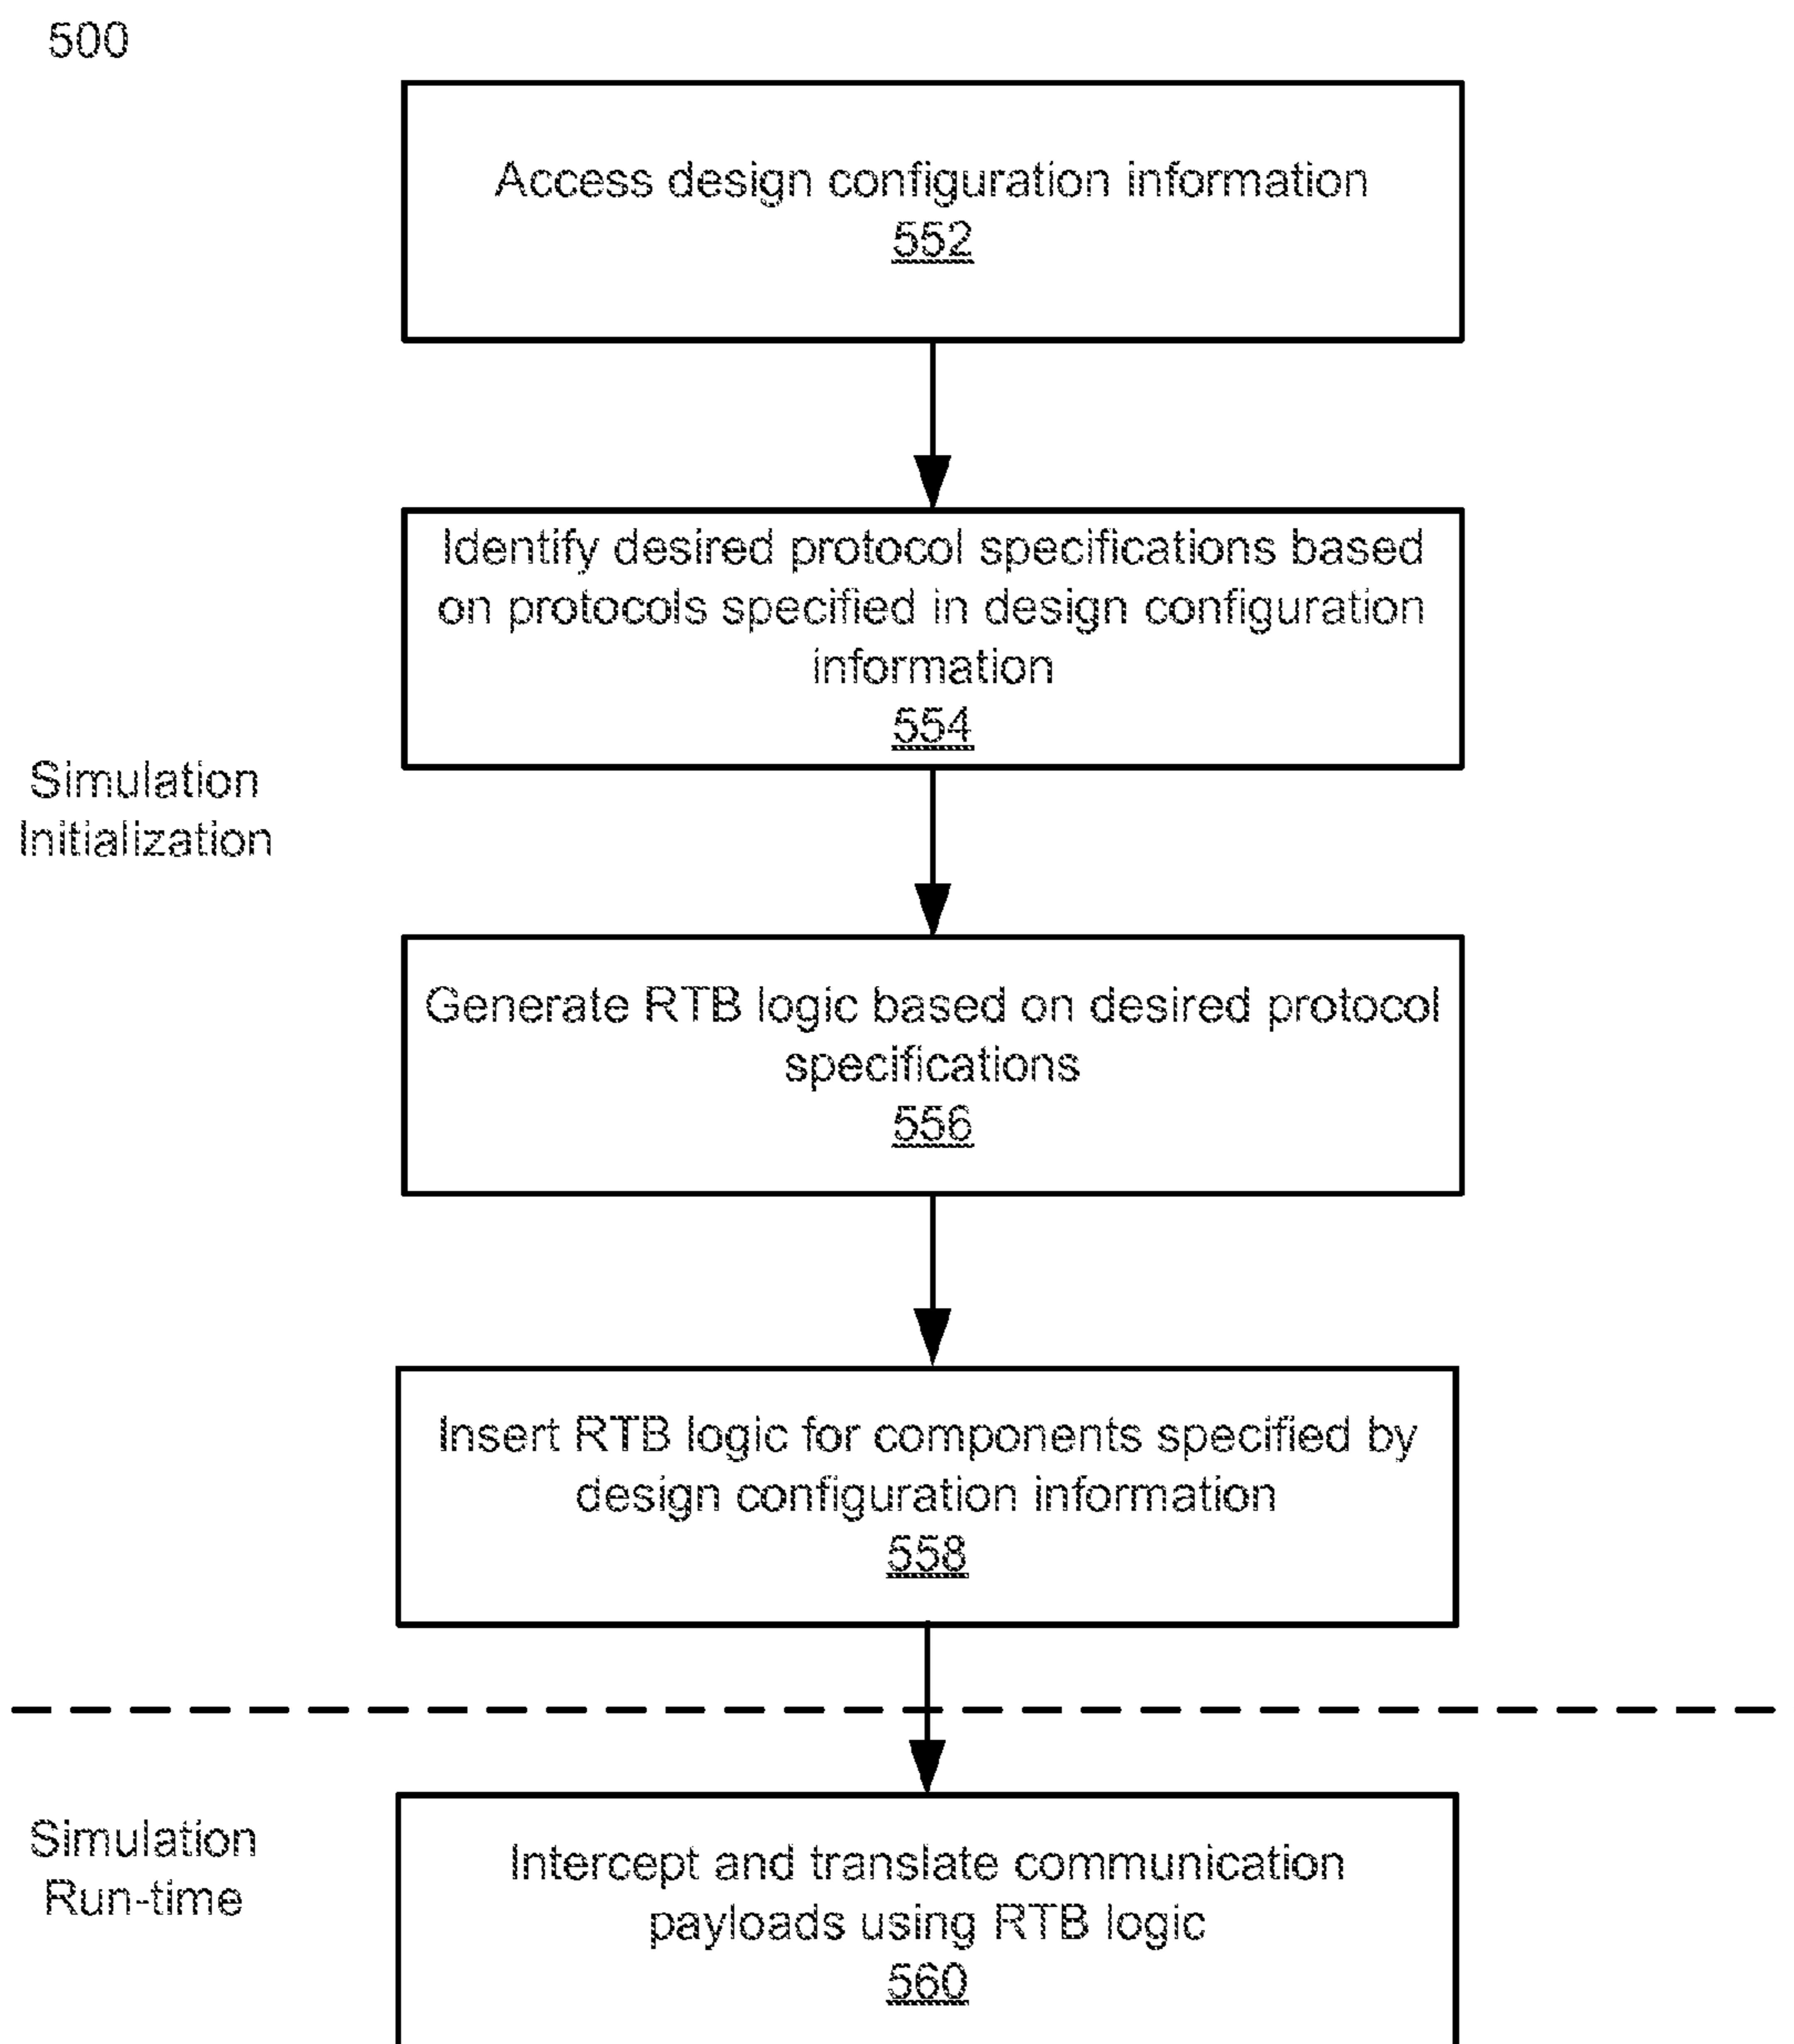 500
Access design configuration information
552
Identify desired protocol specifications based
on protocols specified in design configuration
information
554
Simulation
Initialization
Generate RTB logic based on desired protocol
specifications
556
Insert RTB logic for components specified by
design configuration information
558
Simulation
Run-time
Intercept and translate communication
payloads using RTB logic
560